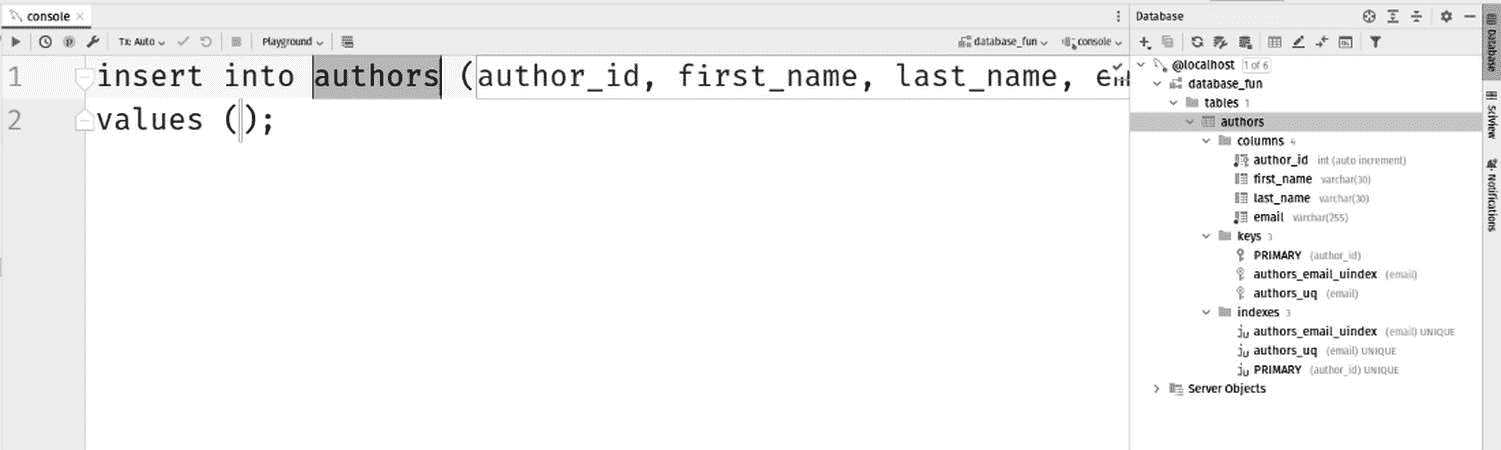 console
Database
Tx: Auto
Playground
database_fun
console
1 insert into authors (author_id, first_name, last_name, em
2 values ();
@localhost 1 of 6
database_fun
tables 1
authors
columns 4
author_id int (auto increment)
first_name varchar(30)
last_name varchar(30)
email varchar(255)
keys 3
PRIMARY (author_id)
authors_email_uindex (email)
authors_uq (email)
indexes 3
authors_email_uindex (email) UNIQUE
authors_uq (email) UNIQUE
PRIMARY (author_id) UNIQUE
Server Objects
Database
SciView
Notifications